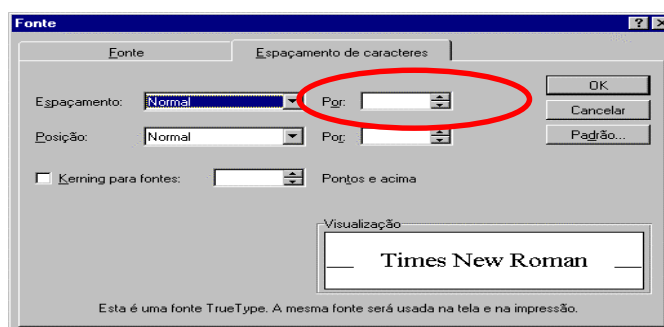 Fonte
Fonte Espaçamento de caracteres
Espaçamento: Normal Por: OK
Cancelar
Posição: Normal Por: Padrão...
Kerning para fontes: Pontos e acima
Visualização
Times New Roman
Esta é uma fonte TrueType. A mesma fonte será usada na tela e na impressão.